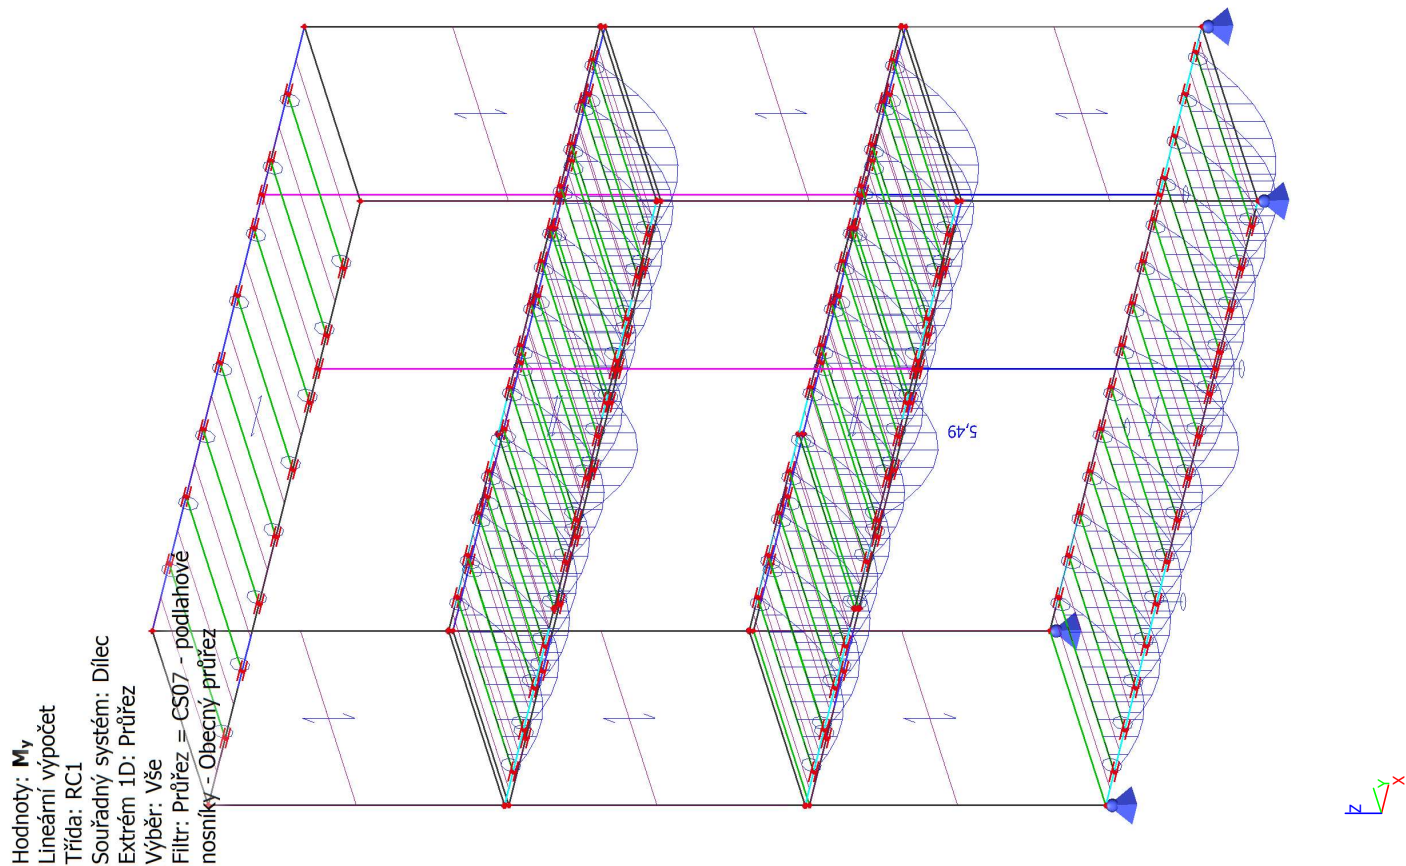 Hodnoty: My
Lineární výpočet
Třída: RC1
Souřadný systém: Dílec
Extrém 1D: Průřez
Výběr: Vše
Filtr: Průřez = CS07 - podlahové
nosníky - Obecný průřez
5,49
Z
Y
X